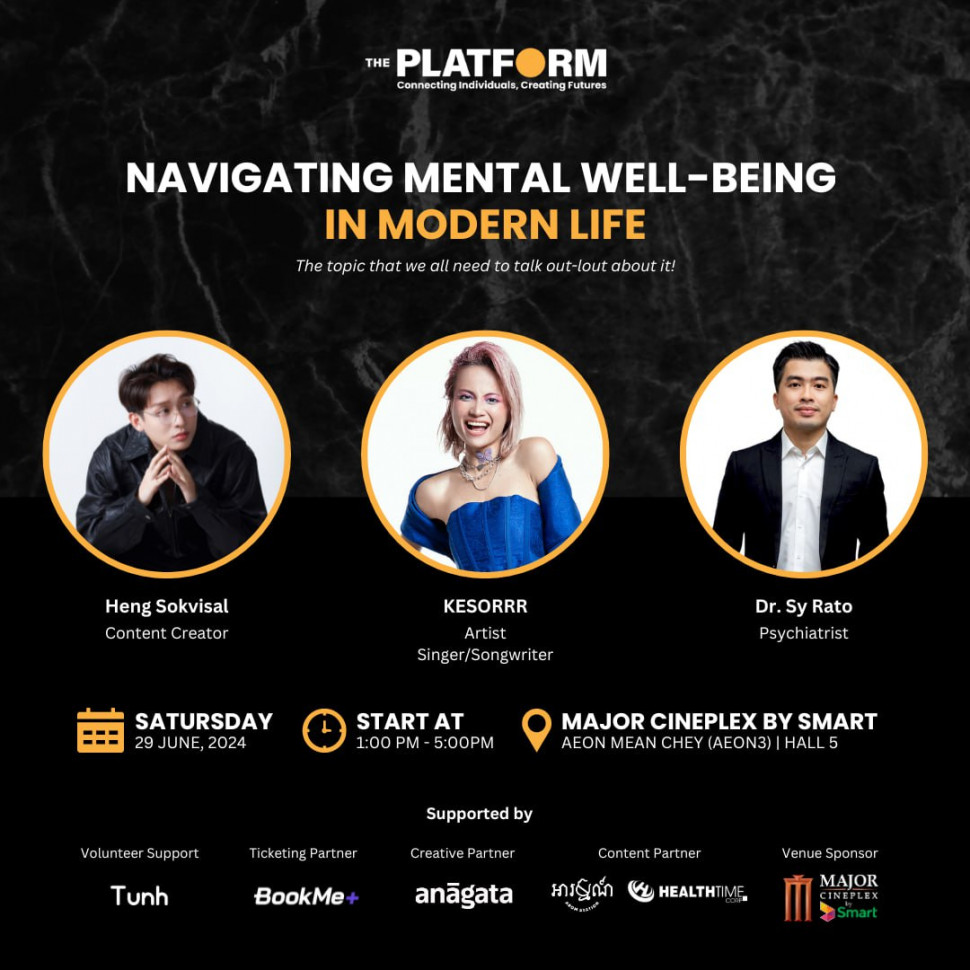 THE PLATFORM
Connecting Individuals, Creating Futures
NAVIGATING MENTAL WELL-BEING
IN MODERN LIFE
The topic that we all need to talk out-lout about it!
Heng Sokvisal
Content Creator
KESORRR
Artist
Singer/Songwriter
Dr. Sy Rato
Psychiatrist
SATURSDAY
29 JUNE, 2024
START AT
1:00 PM - 5:00PM
MAJOR CINEPLEX BY SMART
AEON MEAN CHEY (AEON3) | HALL 5
Supported by
Volunteer Support
Tunh
Ticketing Partner
BookMe+
Creative Partner
anāgata
Content Partner
HEALTHTIME
CORP
Venue Sponsor
MAJOR
CINEPLEX
by
Smart